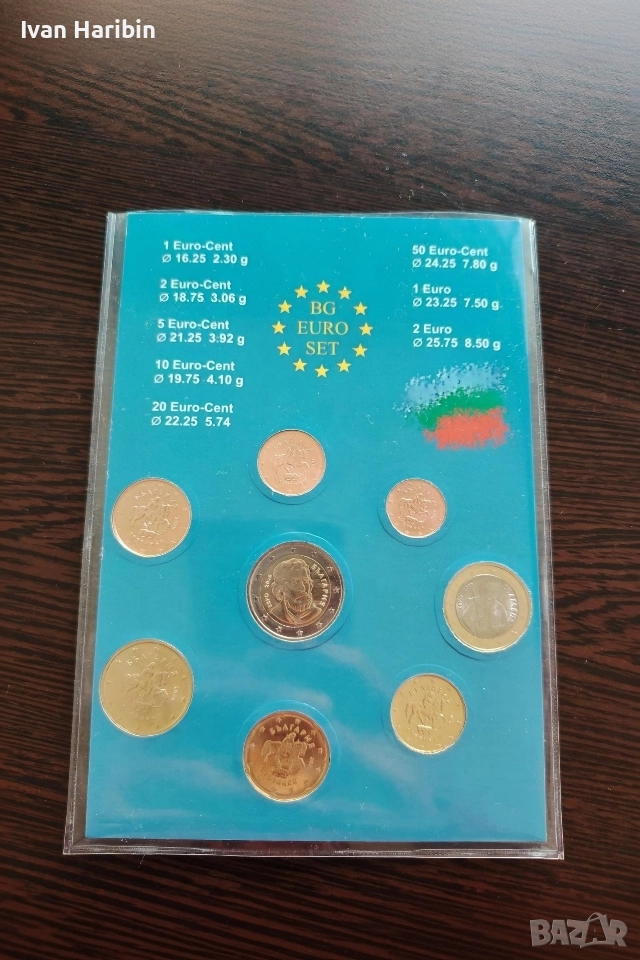 Ivan Haribin
1 Euro-Cent
Ø 16.25 2.30 g
2 Euro-Cent
Ø 18.75 3.06 g
5 Euro-Cent
Ø 21.25 3.92 g
10 Euro-Cent
Ø 19.75 4.10 g
20 Euro-Cent
Ø 22.25 5.74
BG
EURO
SET
50 Euro-Cent
Ø 24.25 7.80 g
1 Euro
Ø 23.25 7.50 g
2 Euro
Ø 25.75 8.50 g
БЪЛГАРИЯ
БЪЛГАРИЯ
BAZAR